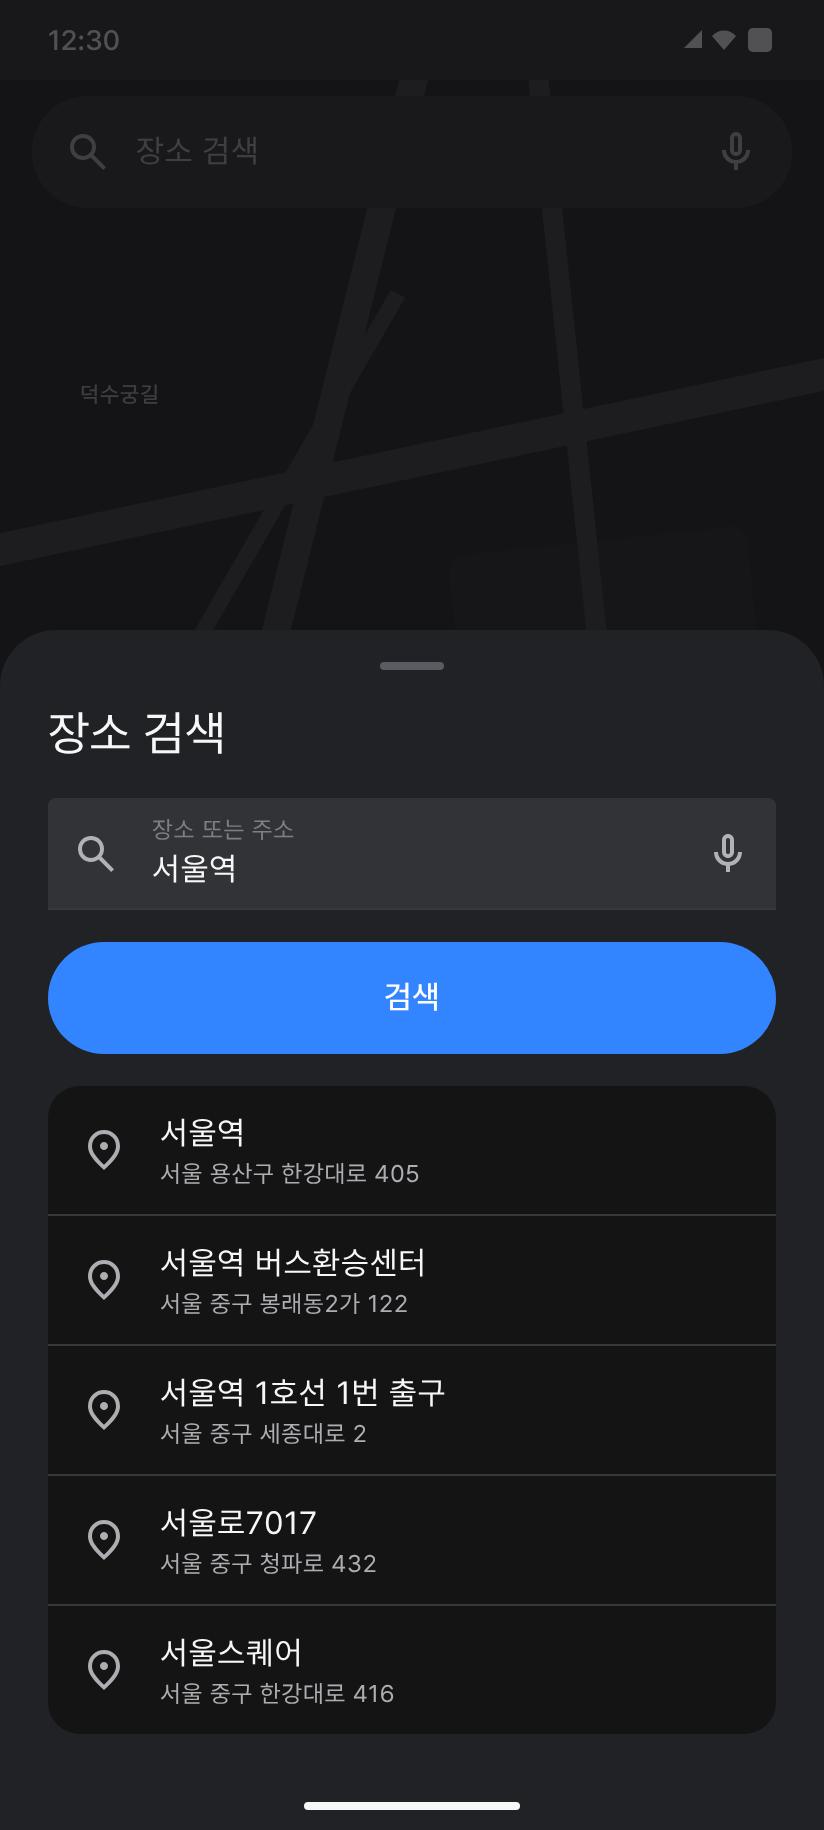 12:30
장소 검색
덕수궁길
장소 검색
장소 또는 주소
서울역
검색
서울역
서울 용산구 한강대로 405
서울역 버스환승센터
서울 중구 봉래동2가 122
서울역 1호선 1번 출구
서울 중구 세종대로 2
서울로7017
서울 중구 청파로 432
서울스퀘어
서울 중구 한강대로 416